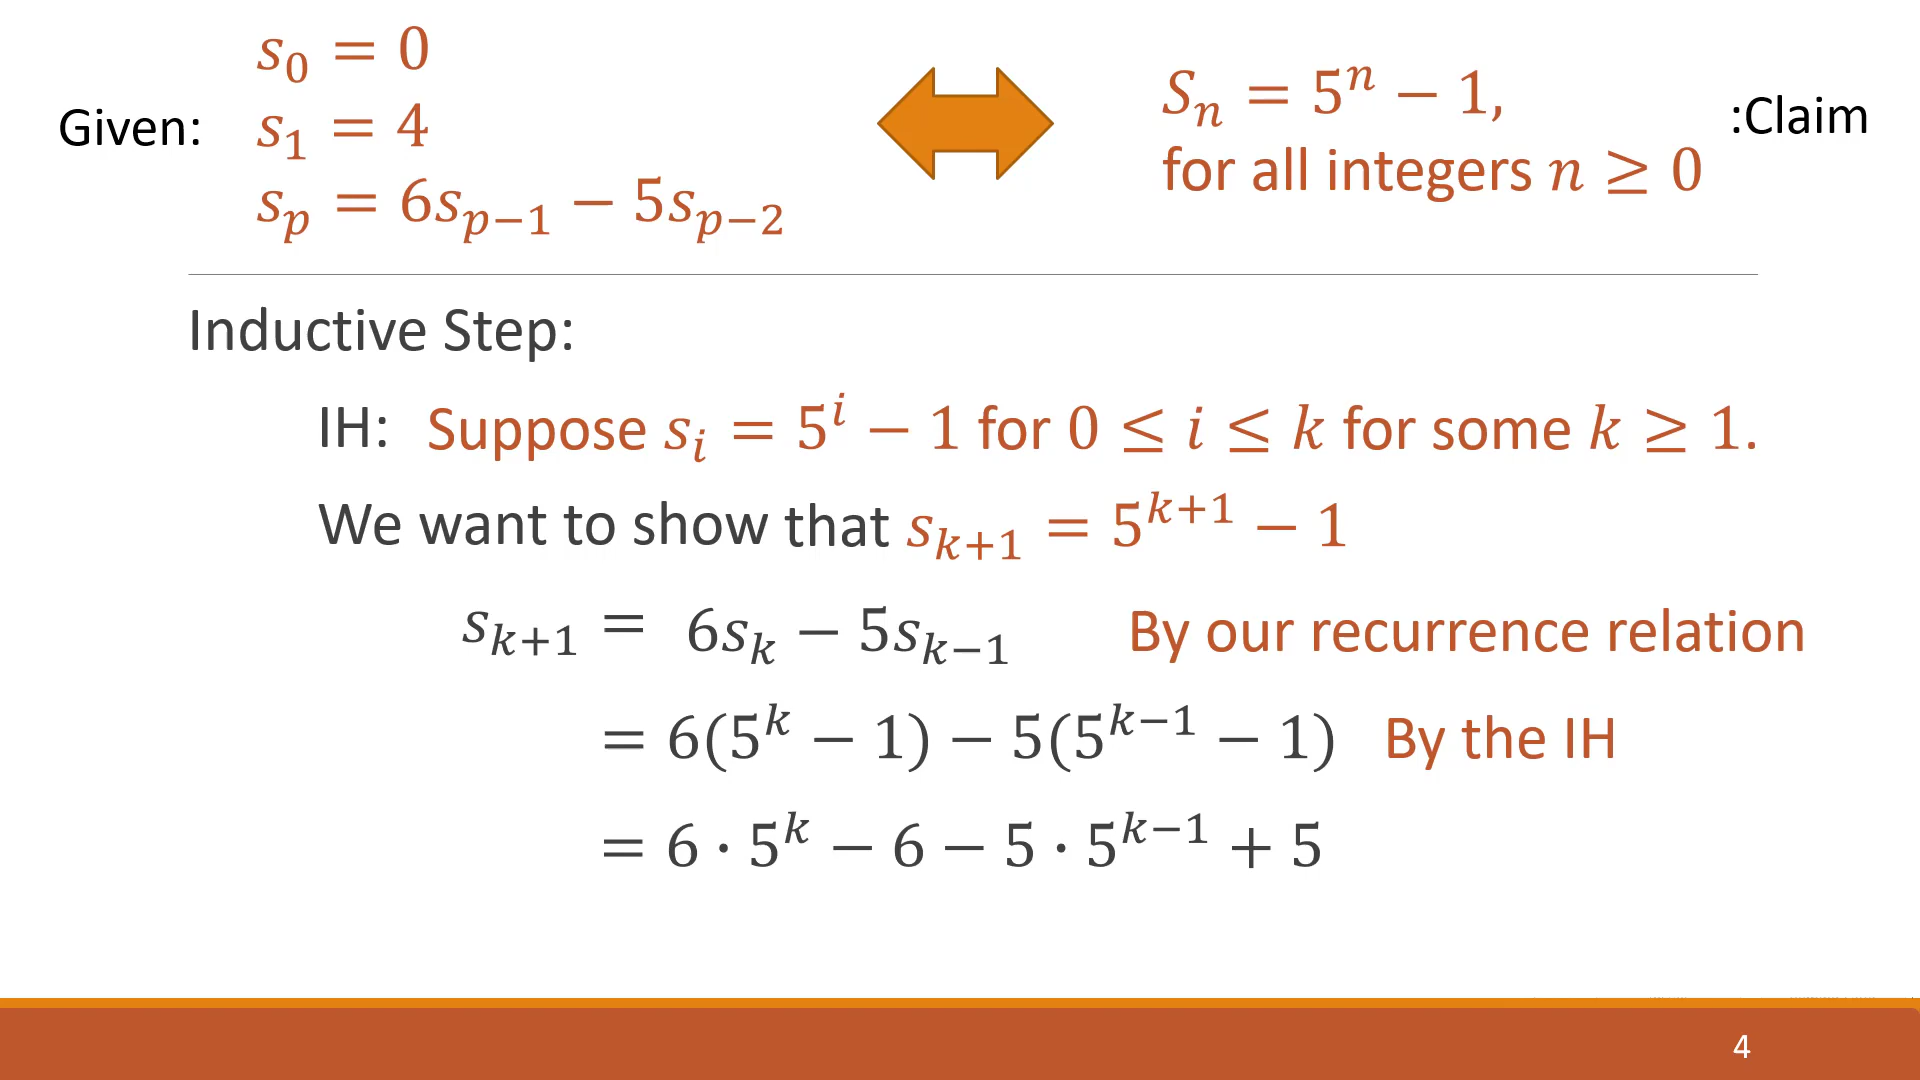 Given:
s₀ = 0
s₁ = 4
sₚ = 6sₚ₋₁ − 5sₚ₋₂
Sₙ = 5ⁿ − 1,
for all integers n ≥ 0
:Claim
Inductive Step:
IH: Suppose sᵢ = 5ⁱ − 1 for 0 ≤ i ≤ k for some k ≥ 1.
We want to show that sₖ₊₁ = 5ᵏ⁺¹ − 1
sₖ₊₁ = 6sₖ − 5sₖ₋₁ By our recurrence relation
= 6(5ᵏ − 1) − 5(5ᵏ⁻¹ − 1) By the IH
= 6 · 5ᵏ − 6 − 5 · 5ᵏ⁻¹ + 5
4